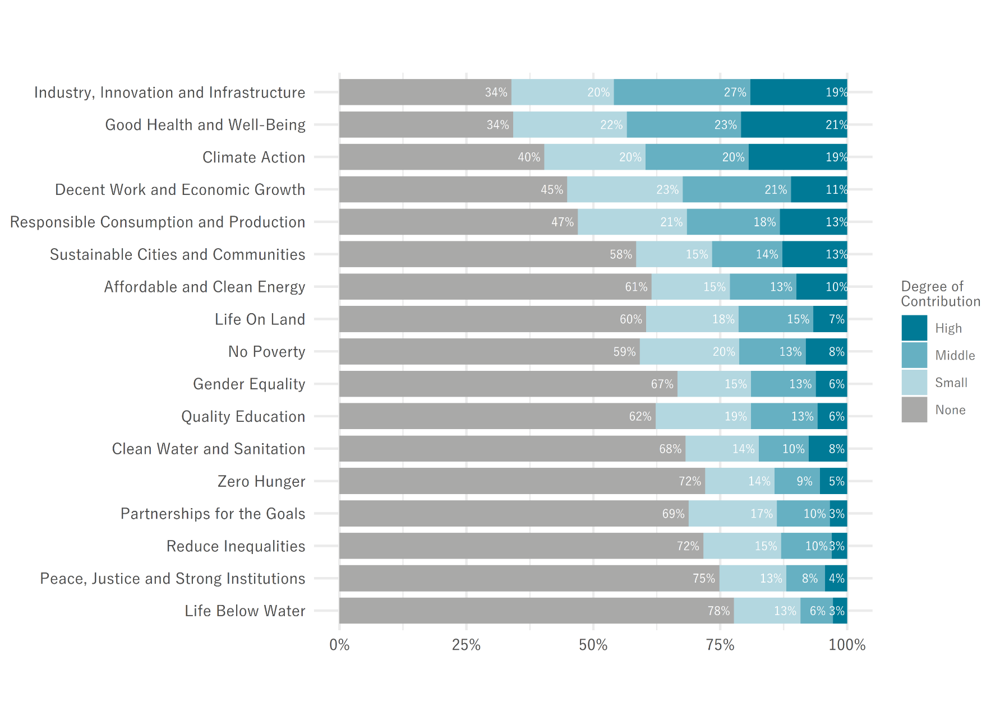 Industry, Innovation and Infrastructure 34% 20% 27% 19%
Good Health and Well-Being 34% 22% 23% 21%
Climate Action 40% 20% 20% 19%
Decent Work and Economic Growth 45% 23% 21% 11%
Responsible Consumption and Production 47% 21% 18% 13%
Sustainable Cities and Communities 58% 15% 14% 13%
Affordable and Clean Energy 61% 15% 13% 10%
Life On Land 60% 18% 15% 7%
No Poverty 59% 20% 13% 8%
Gender Equality 67% 15% 13% 6%
Quality Education 62% 19% 13% 6%
Clean Water and Sanitation 68% 14% 10% 8%
Zero Hunger 72% 14% 9% 5%
Partnerships for the Goals 69% 17% 10% 3%
Reduce Inequalities 72% 15% 10% 3%
Peace, Justice and Strong Institutions 75% 13% 8% 4%
Life Below Water 78% 13% 6% 3%
0% 25% 50% 75% 100%
Degree of
Contribution
High
Middle
Small
None